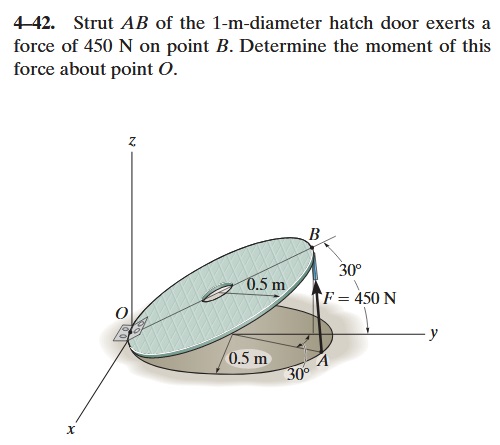 4–42. Strut AB of the 1-m-diameter hatch door exerts a
force of 450 N on point B. Determine the moment of this
force about point O.
z
B
30°
0.5 m
F = 450 N
O
y
0.5 m
A
30°
x